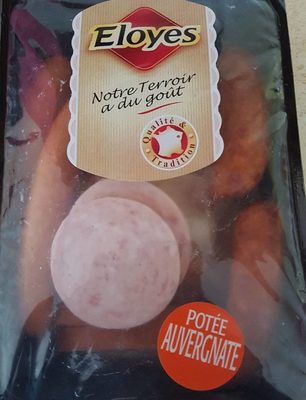 Eloyes
Notre Terroir
a du goût
Qualité &
Tradition
POTÉE
AUVERGNATE